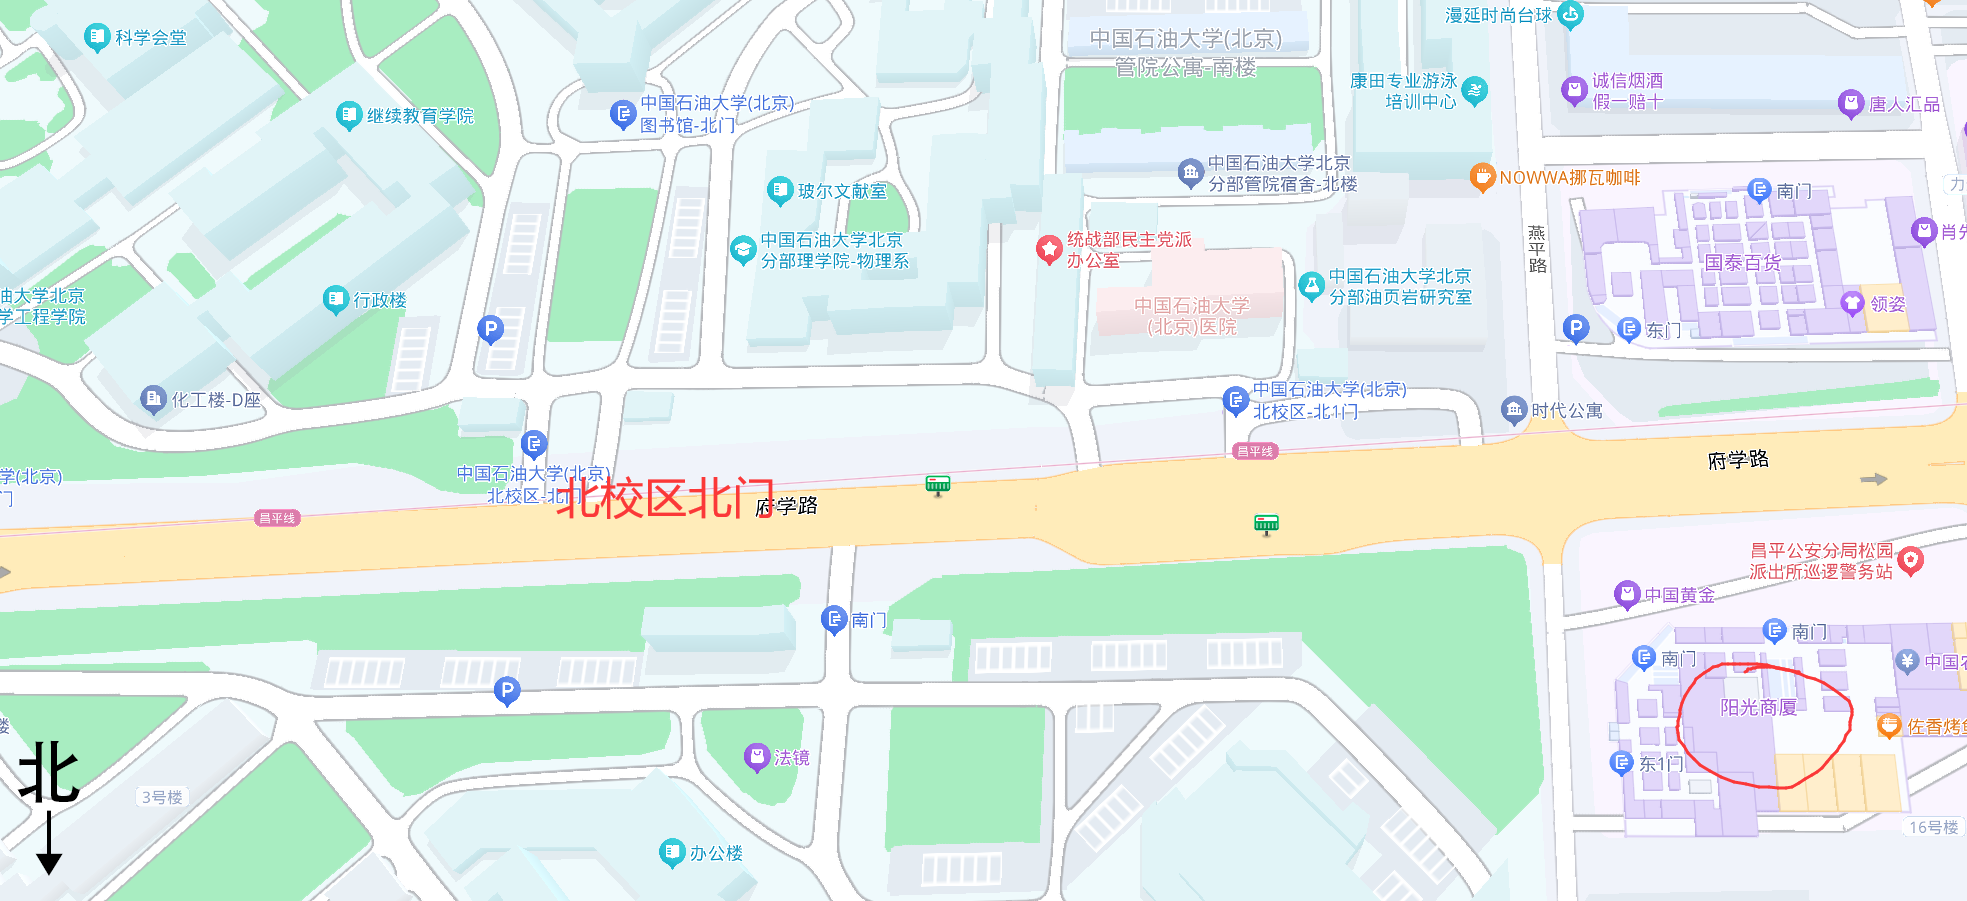 漫延时尚台球
科学会堂
中国石油大学(北京)
管院公寓-南楼
康田专业游泳
培训中心
诚信烟酒
假一赔十
唐人汇品
继续教育学院
中国石油大学(北京)
图书馆-北门
中国石油大学北京
分部管院宿舍-北楼
NOWWA挪瓦咖啡
玻尔文献室
南门
力
燕平路
肖先
中国石油大学北京
分部理学院-物理系
统战部民主党派
办公室
国泰百货
中国石油大学北京
分部油页岩研究室
油大学北京
学工程学院
行政楼
中国石油大学
(北京)医院
领姿
P
P
东门
化工楼-D座
中国石油大学(北京)
北校区-北1门
时代公寓
昌平线
府学路
学(北京)
门
中国石油大学(北京)
北校区-北门
北校区北门
府学路
昌平线
昌平公安分局松园
派出所巡逻警务站
中国黄金
南门
南门
南门
中国农
P
阳光商厦
佐香烤鱼
楼
北
法镜
东1门
3号楼
16号楼
办公楼